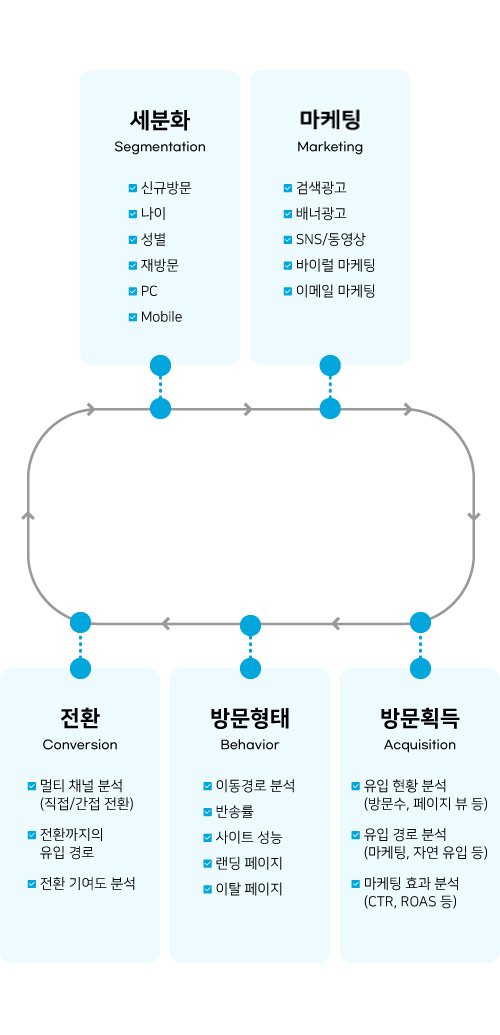 세분화
Segmentation
신규방문
나이
성별
재방문
PC
Mobile
마케팅
Marketing
검색광고
배너광고
SNS/동영상
바이럴 마케팅
이메일 마케팅
전환
Conversion
멀티 채널 분석
(직접/간접 전환)
전환까지의
유입 경로
전환 기여도 분석
방문형태
Behavior
이동경로 분석
반송률
사이트 성능
랜딩 페이지
이탈 페이지
방문획득
Acquisition
유입 현황 분석
(방문수, 페이지 뷰 등)
유입 경로 분석
(마케팅, 자연 유입 등)
마케팅 효과 분석
(CTR, ROAS 등)